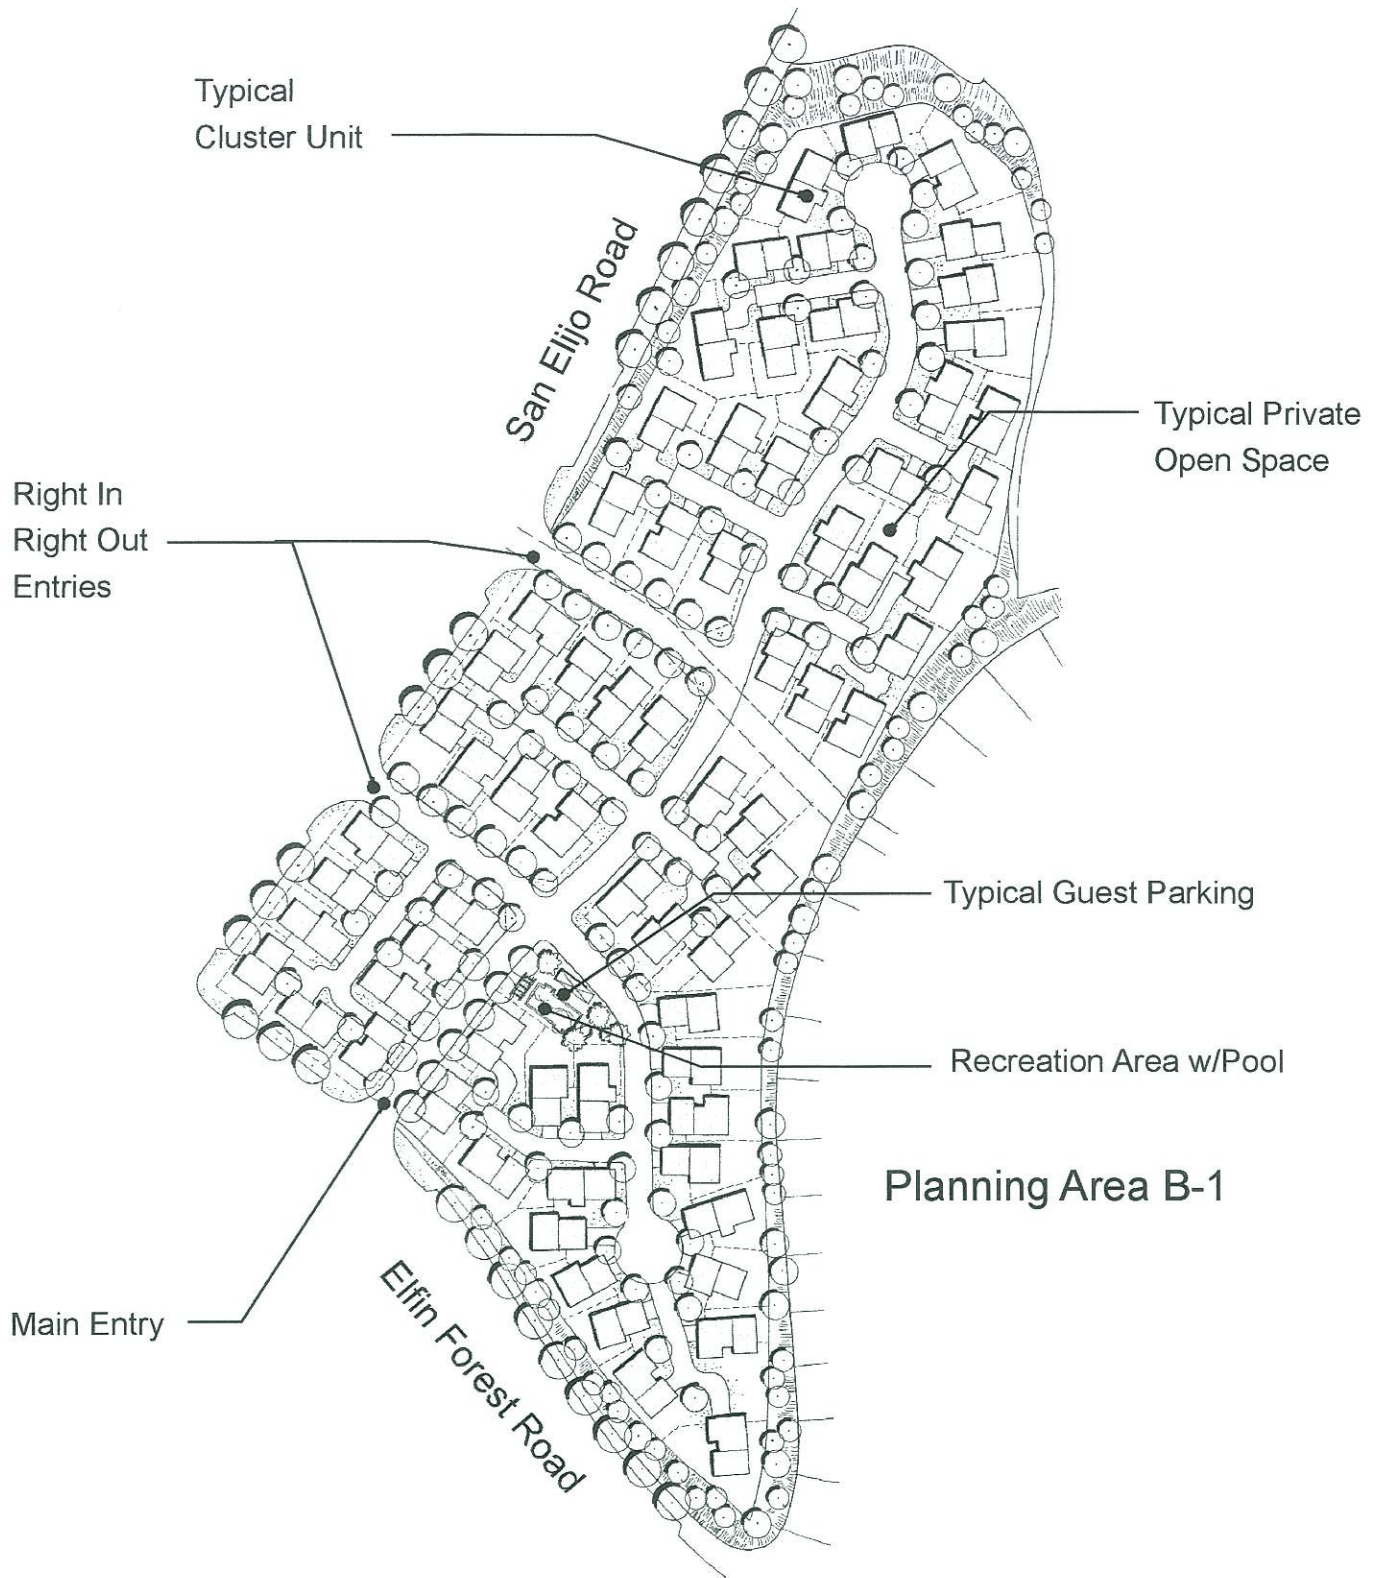 Typical
Cluster Unit
San Elijo Road
Typical Private
Open Space
Right In
Right Out
Entries
Typical Guest Parking
Recreation Area w/Pool
Planning Area B-1
Main Entry
Elfin Forest Road